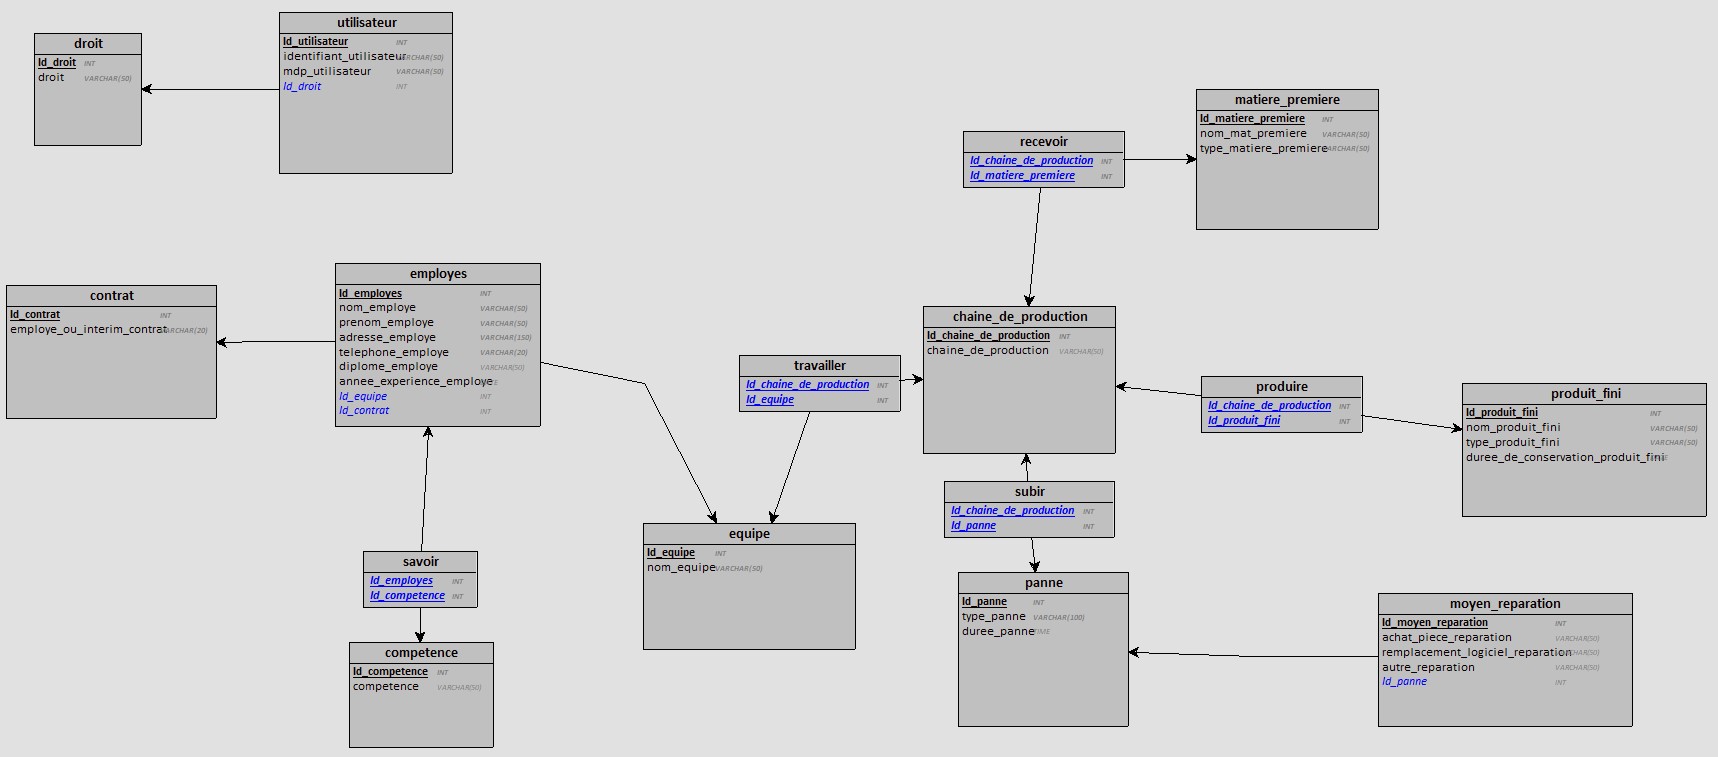 droit
Id_droit INT
droit VARCHAR(50)
utilisateur
Id_utilisateur INT
identifiant_utilisateur VARCHAR(50)
mdp_utilisateur VARCHAR(50)
Id_droit INT
matiere_premiere
Id_matiere_premiere INT
nom_mat_premiere VARCHAR(50)
type_matiere_premiere VARCHAR(50)
recevoir
Id_chaine_de_production INT
Id_matiere_premiere INT
contrat
Id_contrat INT
employe_ou_interim_contrat VARCHAR(20)
employes
Id_employes INT
nom_employe VARCHAR(50)
prenom_employe VARCHAR(50)
adresse_employe VARCHAR(150)
telephone_employe VARCHAR(20)
diplome_employe VARCHAR(50)
annee_experience_employe
Id_equipe INT
Id_contrat INT
chaine_de_production
Id_chaine_de_production INT
chaine_de_production VARCHAR(50)
travailler
Id_chaine_de_production INT
Id_equipe INT
produire
Id_chaine_de_production INT
Id_produit_fini INT
produit_fini
Id_produit_fini INT
nom_produit_fini VARCHAR(50)
type_produit_fini VARCHAR(50)
duree_de_conservation_produit_fini
subir
Id_chaine_de_production INT
Id_panne INT
equipe
Id_equipe INT
nom_equipe VARCHAR(50)
savoir
Id_employes INT
Id_competence INT
panne
Id_panne INT
type_panne VARCHAR(100)
duree_panne TIME
moyen_reparation
Id_moyen_reparation INT
achat_piece_reparation VARCHAR(50)
remplacement_logiciel_reparation VARCHAR(50)
autre_reparation VARCHAR(50)
Id_panne INT
competence
Id_competence INT
competence VARCHAR(50)